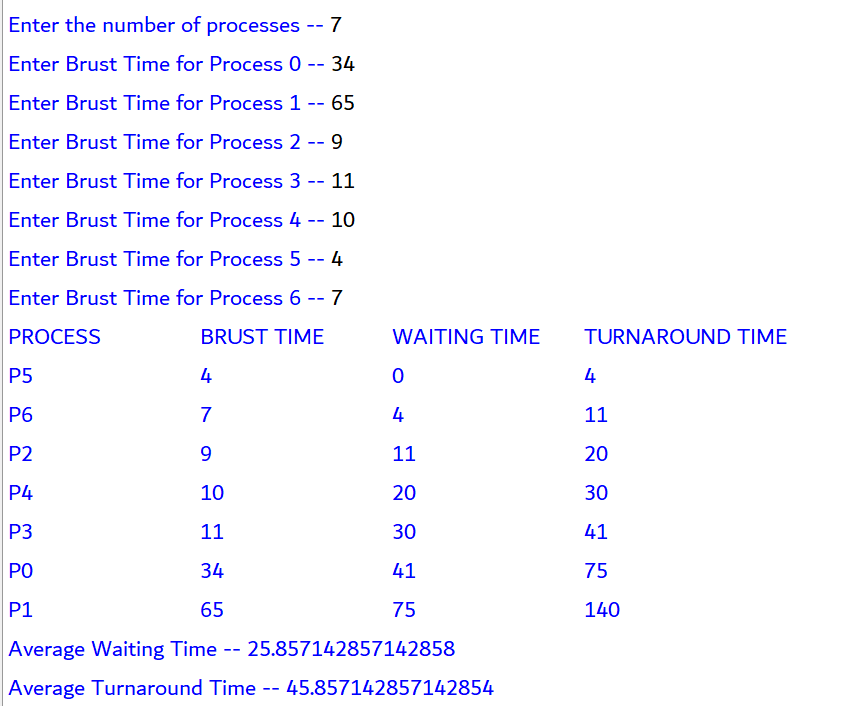 Enter the number of processes -- 7
Enter Brust Time for Process 0 -- 34
Enter Brust Time for Process 1 -- 65
Enter Brust Time for Process 2 -- 9
Enter Brust Time for Process 3 -- 11
Enter Brust Time for Process 4 -- 10
Enter Brust Time for Process 5 -- 4
Enter Brust Time for Process 6 -- 7
PROCESS BRUST TIME WAITING TIME TURNAROUND TIME
P5 4 0 4
P6 7 4 11
P2 9 11 20
P4 10 20 30
P3 11 30 41
P0 34 41 75
P1 65 75 140
Average Waiting Time -- 25.857142857142858
Average Turnaround Time -- 45.857142857142854